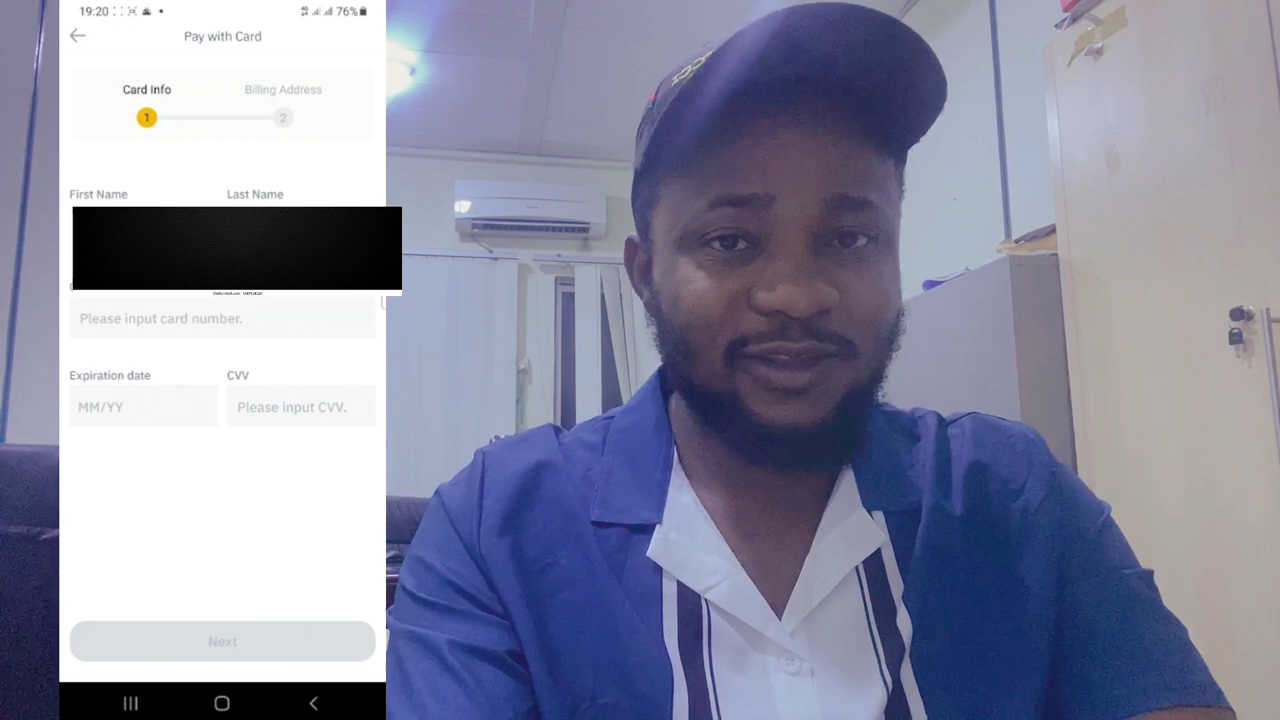 19:20 76%
Pay with Card
Card Info Billing Address
1 2
First Name Last Name
Please input card number.
Expiration date CVV
MM/YY Please input CVV.
Next